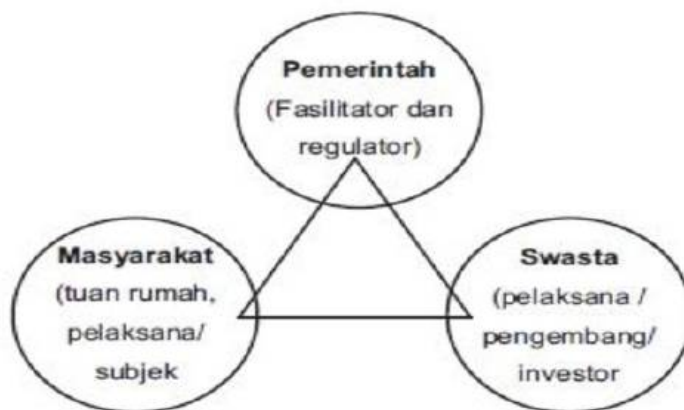 Pemerintah
(Fasilitator dan
regulator)
Masyarakat
(tuan rumah,
pelaksana/
subjek
Swasta
(pelaksana /
pengembang/
investor